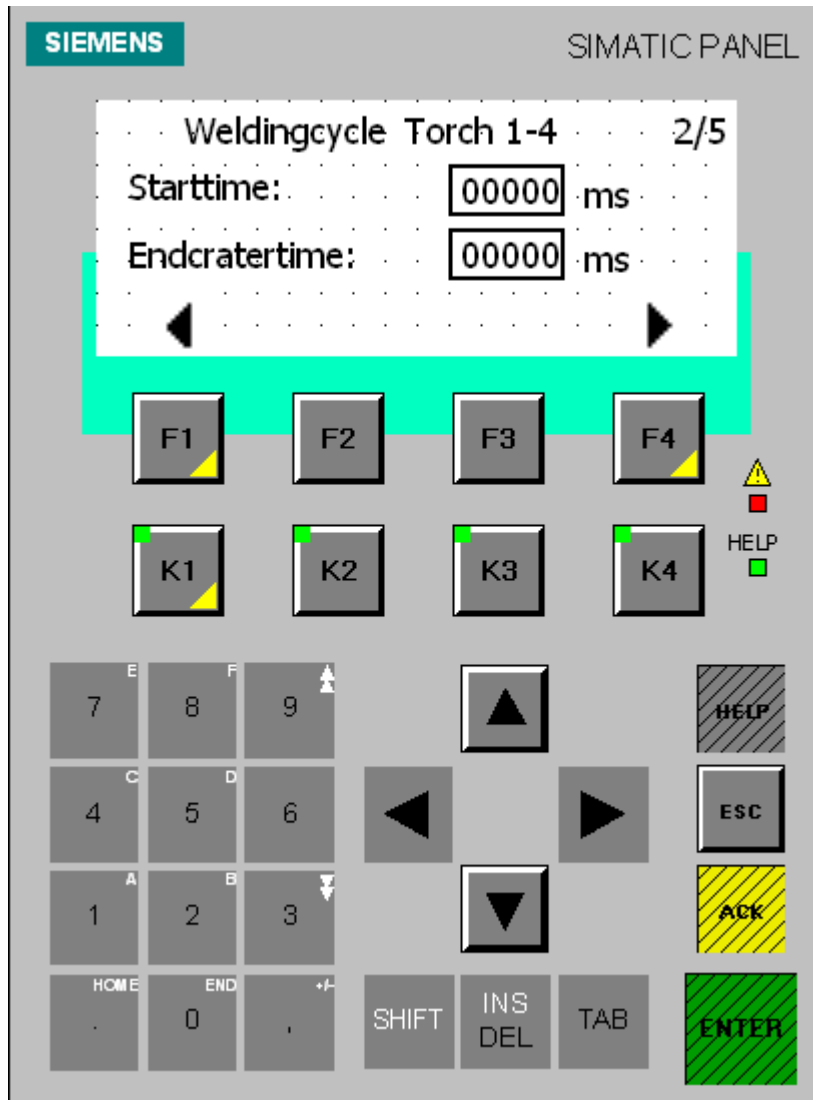 SIEMENS
SIMATIC PANEL
Weldingcycle Torch 1-4 2/5
Starttime: 00000 ms
Endcratertime: 00000 ms
F1 F2 F3 F4
HELP
K1 K2 K3 K4
E F
7 8 9
HELP
C D
4 5 6
ESC
A B
1 2 3
ACK
HOME END +/-
. 0 ,
SHIFT INS DEL TAB
ENTER